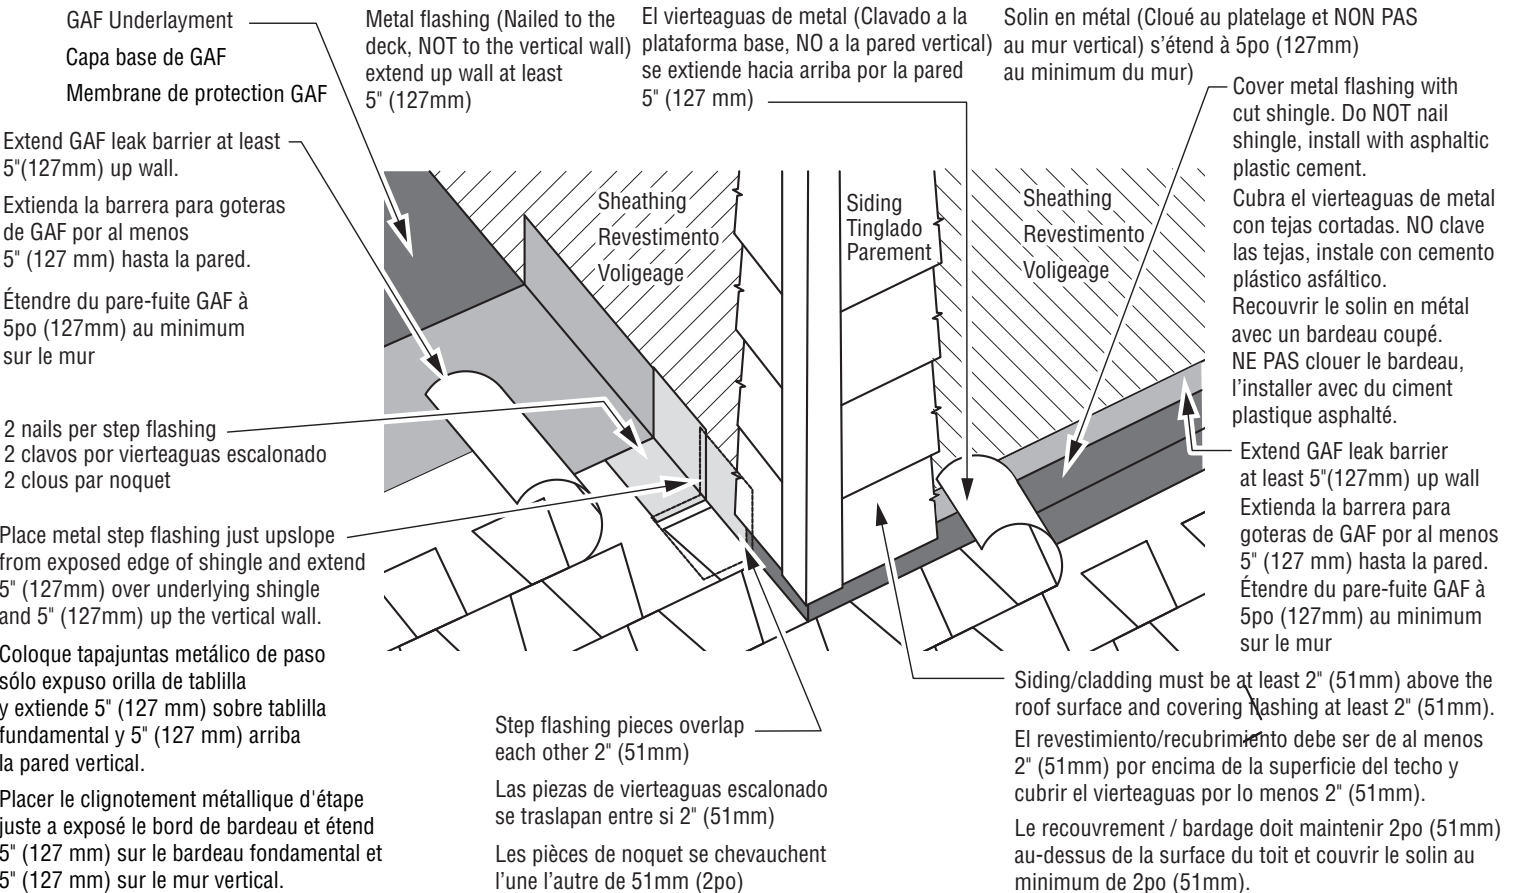 GAF Underlayment
Capa base de GAF
Membrane de protection GAF
Metal flashing (Nailed to the
deck, NOT to the vertical wall)
extend up wall at least
5" (127mm)
El vierteaguas de metal (Clavado a la
plataforma base, NO a la pared vertical)
se extiende hacia arriba por la pared
5" (127 mm)
Solin en métal (Cloué au platelage et NON PAS
au mur vertical) s’étend à 5po (127mm)
au minimum du mur)
Extend GAF leak barrier at least
5"(127mm) up wall.
Extienda la barrera para goteras
de GAF por al menos
5" (127 mm) hasta la pared.
Étendre du pare-fuite GAF à
5po (127mm) au minimum
sur le mur
2 nails per step flashing
2 clavos por vierteaguas escalonado
2 clous par noquet
Place metal step flashing just upslope
from exposed edge of shingle and extend
5" (127mm) over underlying shingle
and 5" (127mm) up the vertical wall.
Coloque tapajuntas metálico de paso
sólo expuso orilla de tablilla
y extiende 5" (127 mm) sobre tablilla
fundamental y 5" (127 mm) arriba
la pared vertical.
Placer le clignotement métallique d'étape
juste a exposé le bord de bardeau et étend
5" (127 mm) sur le bardeau fondamental et
5" (127 mm) sur le mur vertical.
Sheathing
Revestimento
Voligeage
Siding
Tinglado
Parement
Sheathing
Revestimento
Voligeage
Cover metal flashing with
cut shingle. Do NOT nail
shingle, install with asphaltic
plastic cement.
Cubra el vierteaguas de metal
con tejas cortadas. NO clave
las tejas, instale con cemento
plástico asfáltico.
Recouvrir le solin en métal
avec un bardeau coupé.
NE PAS clouer le bardeau,
l’installer avec du ciment
plastique asphalté.
Extend GAF leak barrier
at least 5"(127mm) up wall
Extienda la barrera para
goteras de GAF por al menos
5" (127 mm) hasta la pared.
Étendre du pare-fuite GAF à
5po (127mm) au minimum
sur le mur
Step flashing pieces overlap
each other 2" (51mm)
Las piezas de vierteaguas escalonado
se traslapan entre si 2" (51mm)
Les pièces de noquet se chevauchent
l’une l’autre de 51mm (2po)
Siding/cladding must be at least 2" (51mm) above the
roof surface and covering flashing at least 2" (51mm).
El revestimiento/recubrimiento debe ser de al menos
2" (51mm) por encima de la superficie del techo y
cubrir el vierteaguas por lo menos 2" (51mm).
Le recouvrement / bardage doit maintenir 2po (51mm)
au-dessus de la surface du toit et couvrir le solin au
minimum de 2po (51mm).